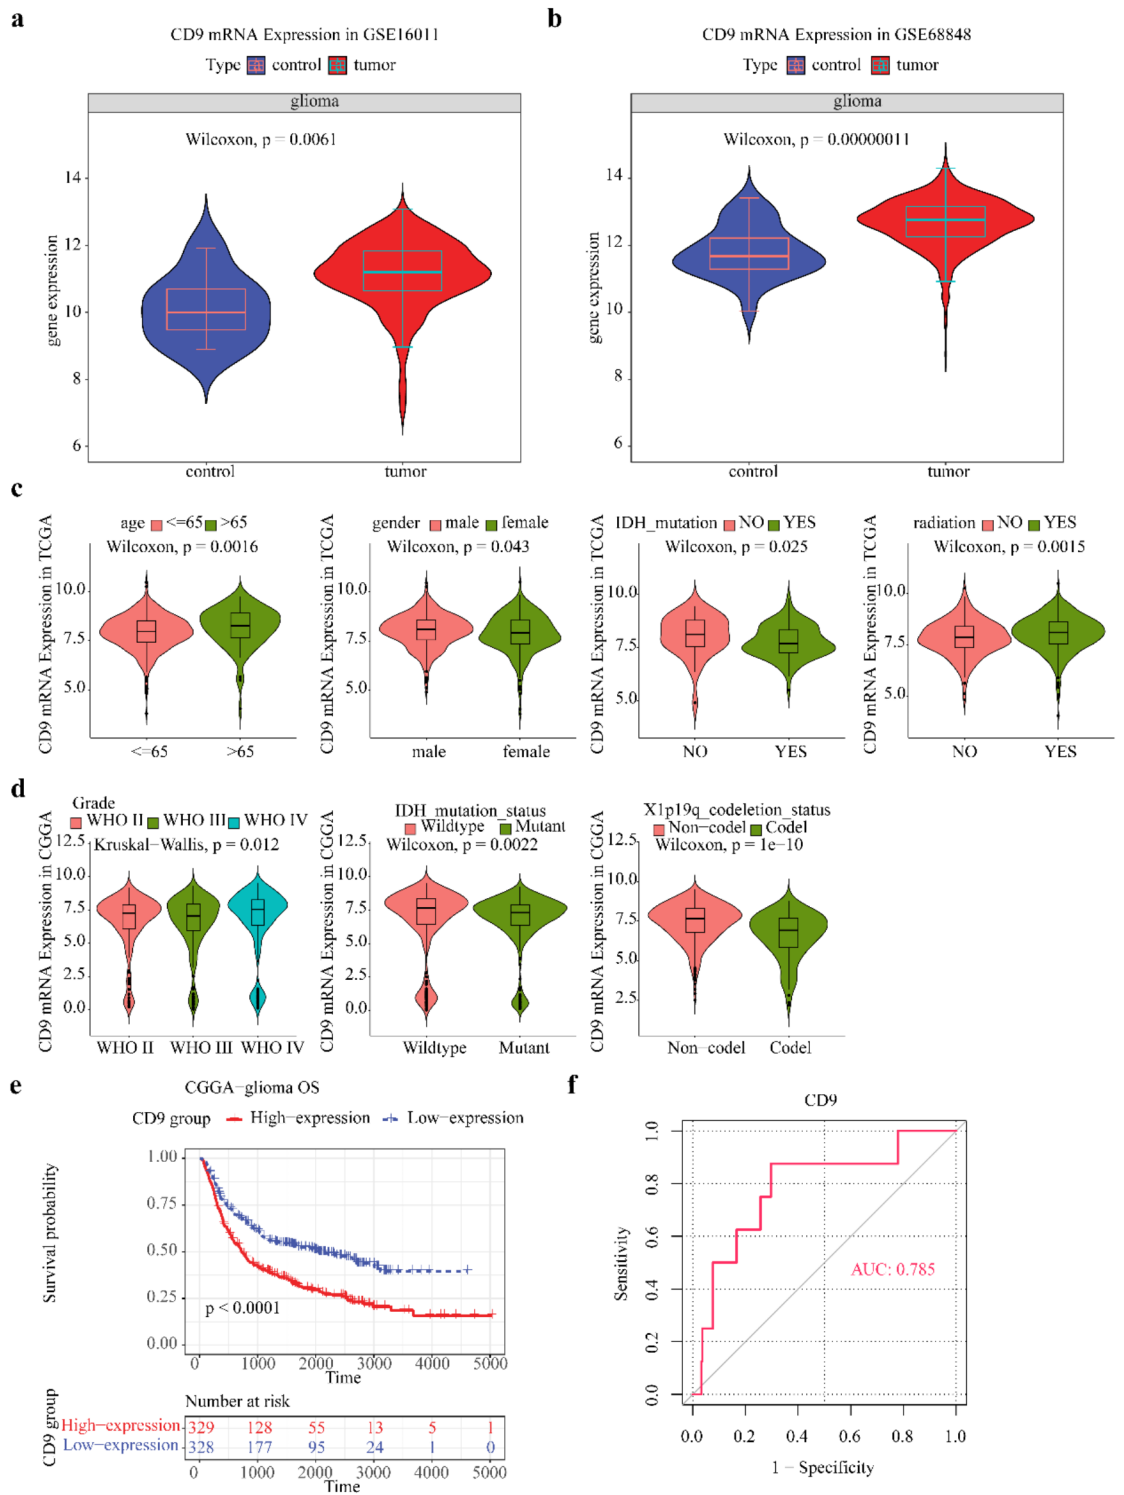 a
CD9 mRNA Expression in GSE16011
Type control tumor
glioma
Wilcoxon, p = 0.0061
gene expression
14
12
10
8
6
control tumor
b
CD9 mRNA Expression in GSE68848
Type control tumor
glioma
Wilcoxon, p = 0.00000011
gene expression
14
12
10
8
6
control tumor
c
CD9 mRNA Expression in TCGA
age <=65 >65
Wilcoxon, p = 0.0016
10.0
7.5
5.0
<=65 >65
CD9 mRNA Expression in TCGA
gender male female
Wilcoxon, p = 0.043
10.0
7.5
5.0
male female
CD9 mRNA Expression in TCGA
IDH_mutation NO YES
Wilcoxon, p = 0.025
10.0
7.5
5.0
NO YES
CD9 mRNA Expression in TCGA
radiation NO YES
Wilcoxon, p = 0.0015
10.0
7.5
5.0
NO YES
d
CD9 mRNA Expression in CGGA
Grade
WHO II WHO III WHO IV
Kruskal−Wallis, p = 0.012
12.5
10.0
7.5
5.0
2.5
0.0
WHO II WHO III WHO IV
CD9 mRNA Expression in CGGA
IDH_mutation_status
Wildtype Mutant
Wilcoxon, p = 0.0022
12.5
10.0
7.5
5.0
2.5
0.0
Wildtype Mutant
CD9 mRNA Expression in CGGA
X1p19q_codeletion_status
Non−codel Codel
Wilcoxon, p = 1e−10
12.5
10.0
7.5
5.0
2.5
Non−codel Codel
e
CGGA−glioma OS
CD9 group High−expression Low−expression
Survival probability
1.00
0.75
0.50
0.25
0.00
p < 0.0001
0 1000 2000 3000 4000 5000
Time
Number at risk
CD9 group
High−expression 329 128 55 13 5 1
Low−expression 328 177 95 24 1 0
0 1000 2000 3000 4000 5000
Time
f
CD9
Sensitivity
1.0
0.8
0.6
0.4
0.2
0.0
AUC: 0.785
0.0 0.2 0.4 0.6 0.8 1.0
1 − Specificity